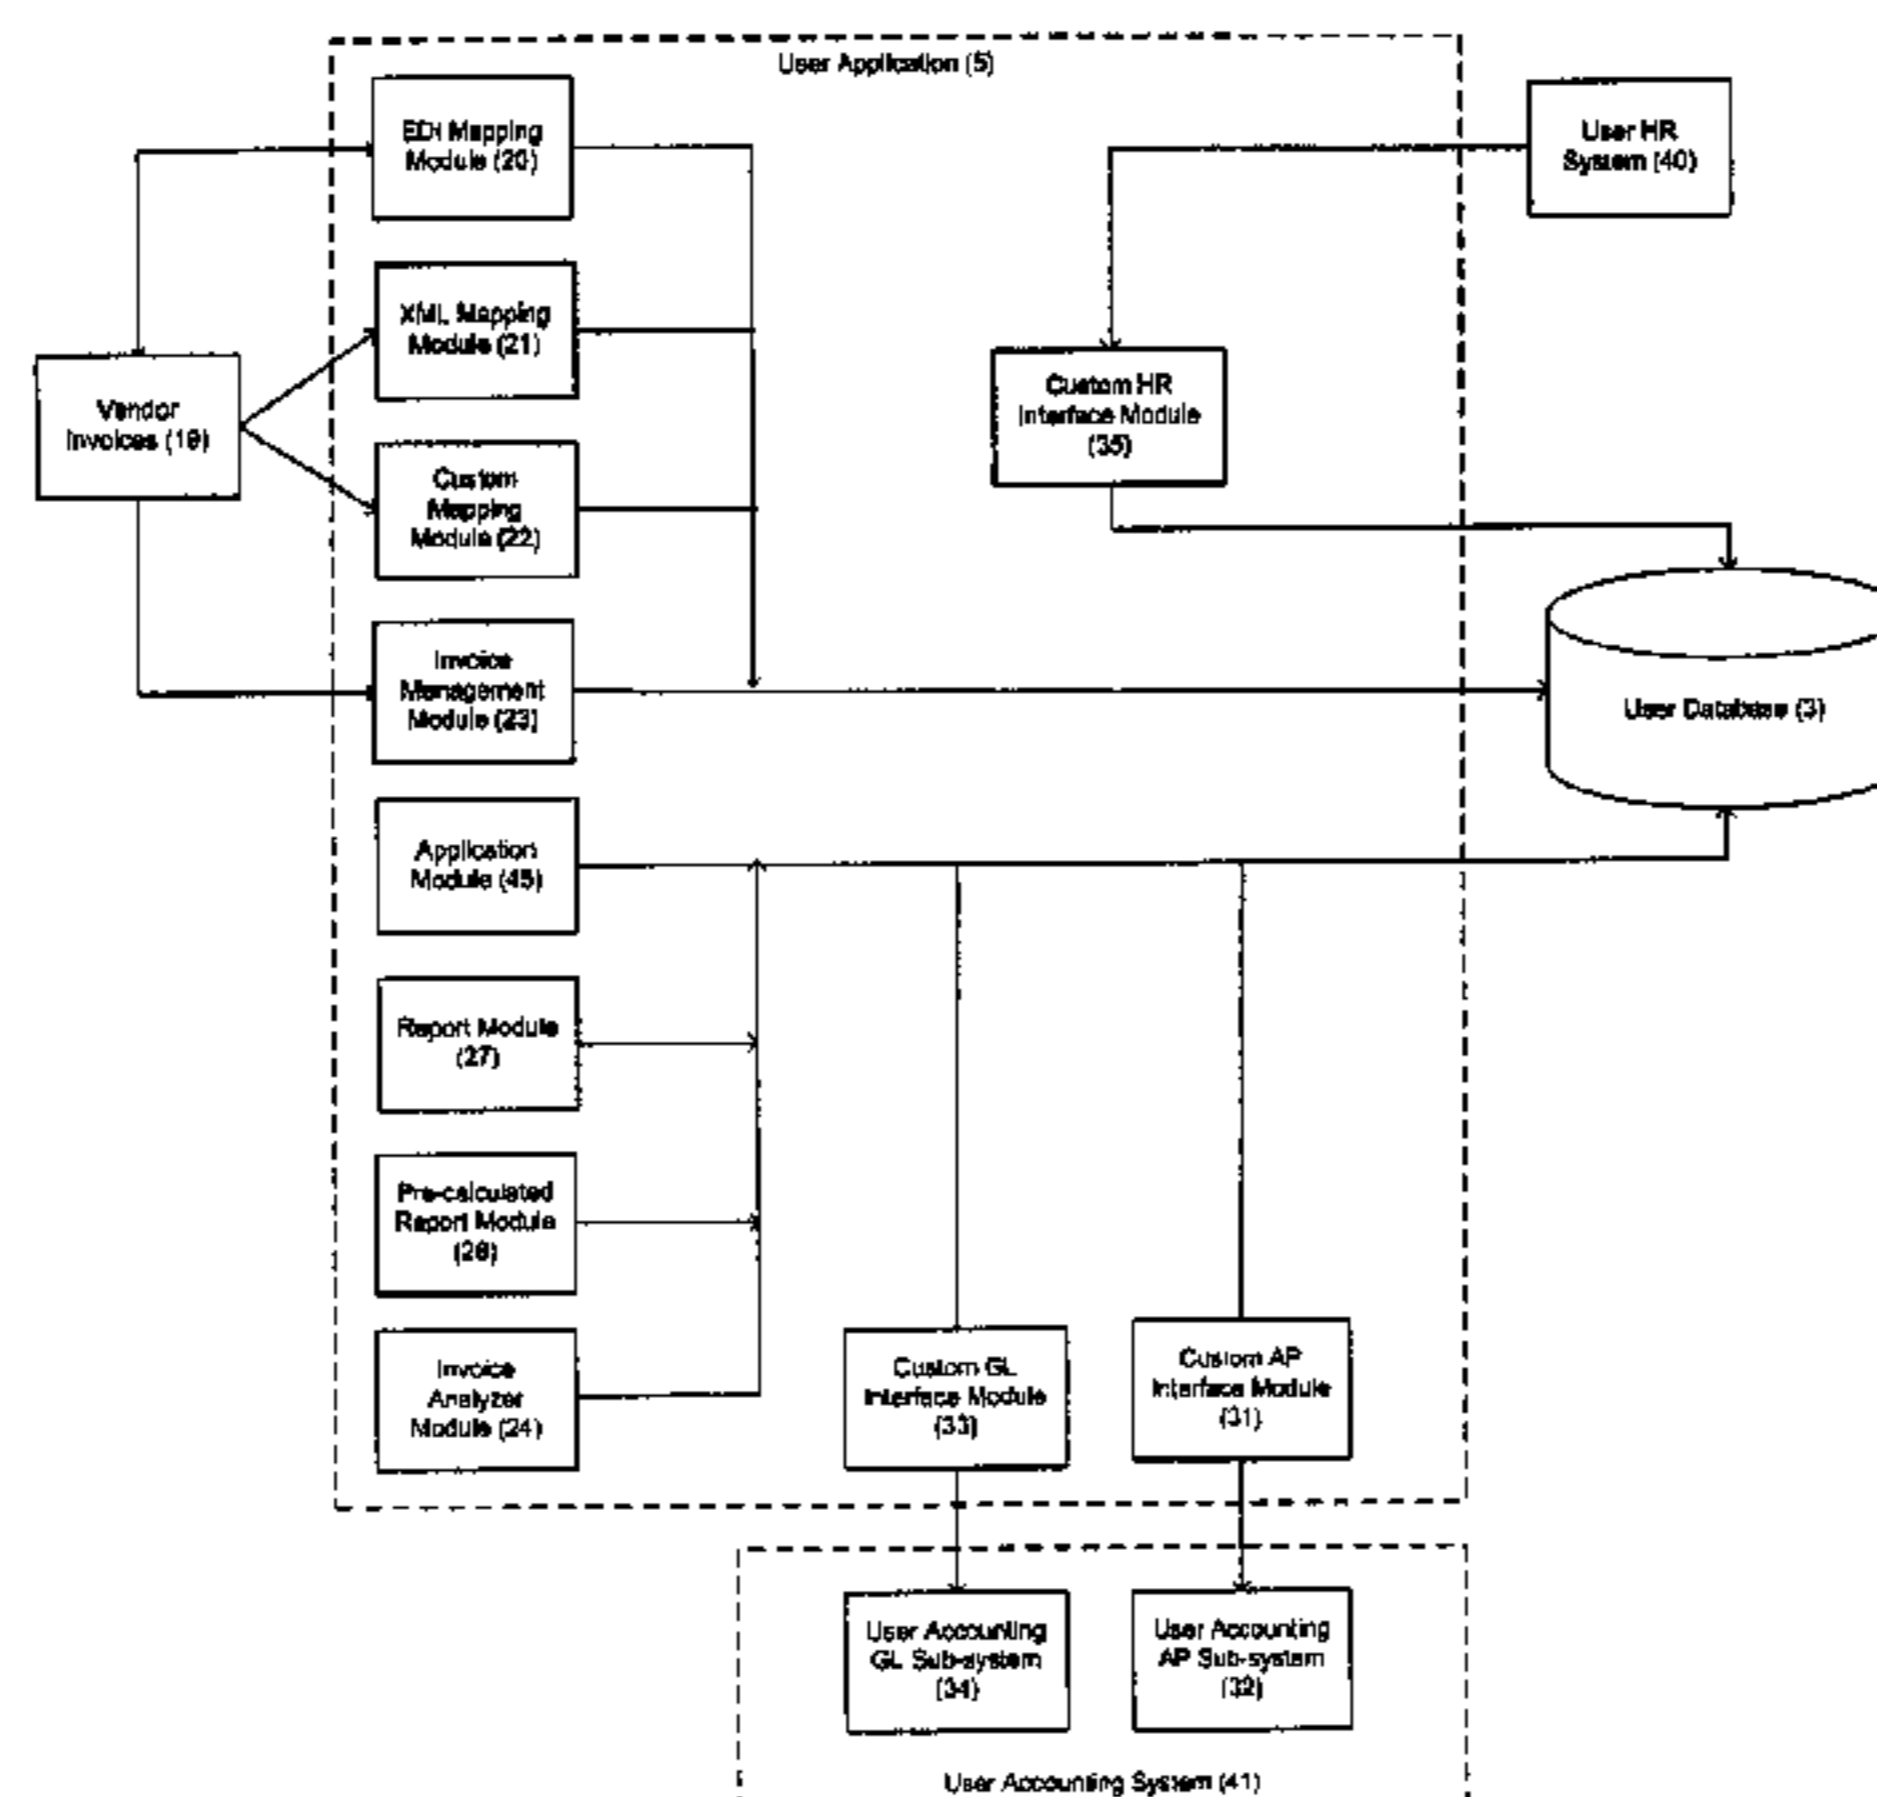 User Application (5)
EDI Mapping
Module (20)
User HR
System (40)
XML Mapping
Module (21)
Vendor
Invoices (19)
Custom HR
Interface Module
(35)
Custom
Mapping
Module (22)
Invoice
Management
Module (23)
User Database (3)
Application
Module (45)
Report Module
(27)
Pre-calculated
Report Module
(28)
Invoice
Analyzer
Module (24)
Custom GL
Interface Module
(33)
Custom AP
Interface Module
(31)
User Accounting
GL Sub-system
(34)
User Accounting
AP Sub-system
(32)
User Accounting System (41)